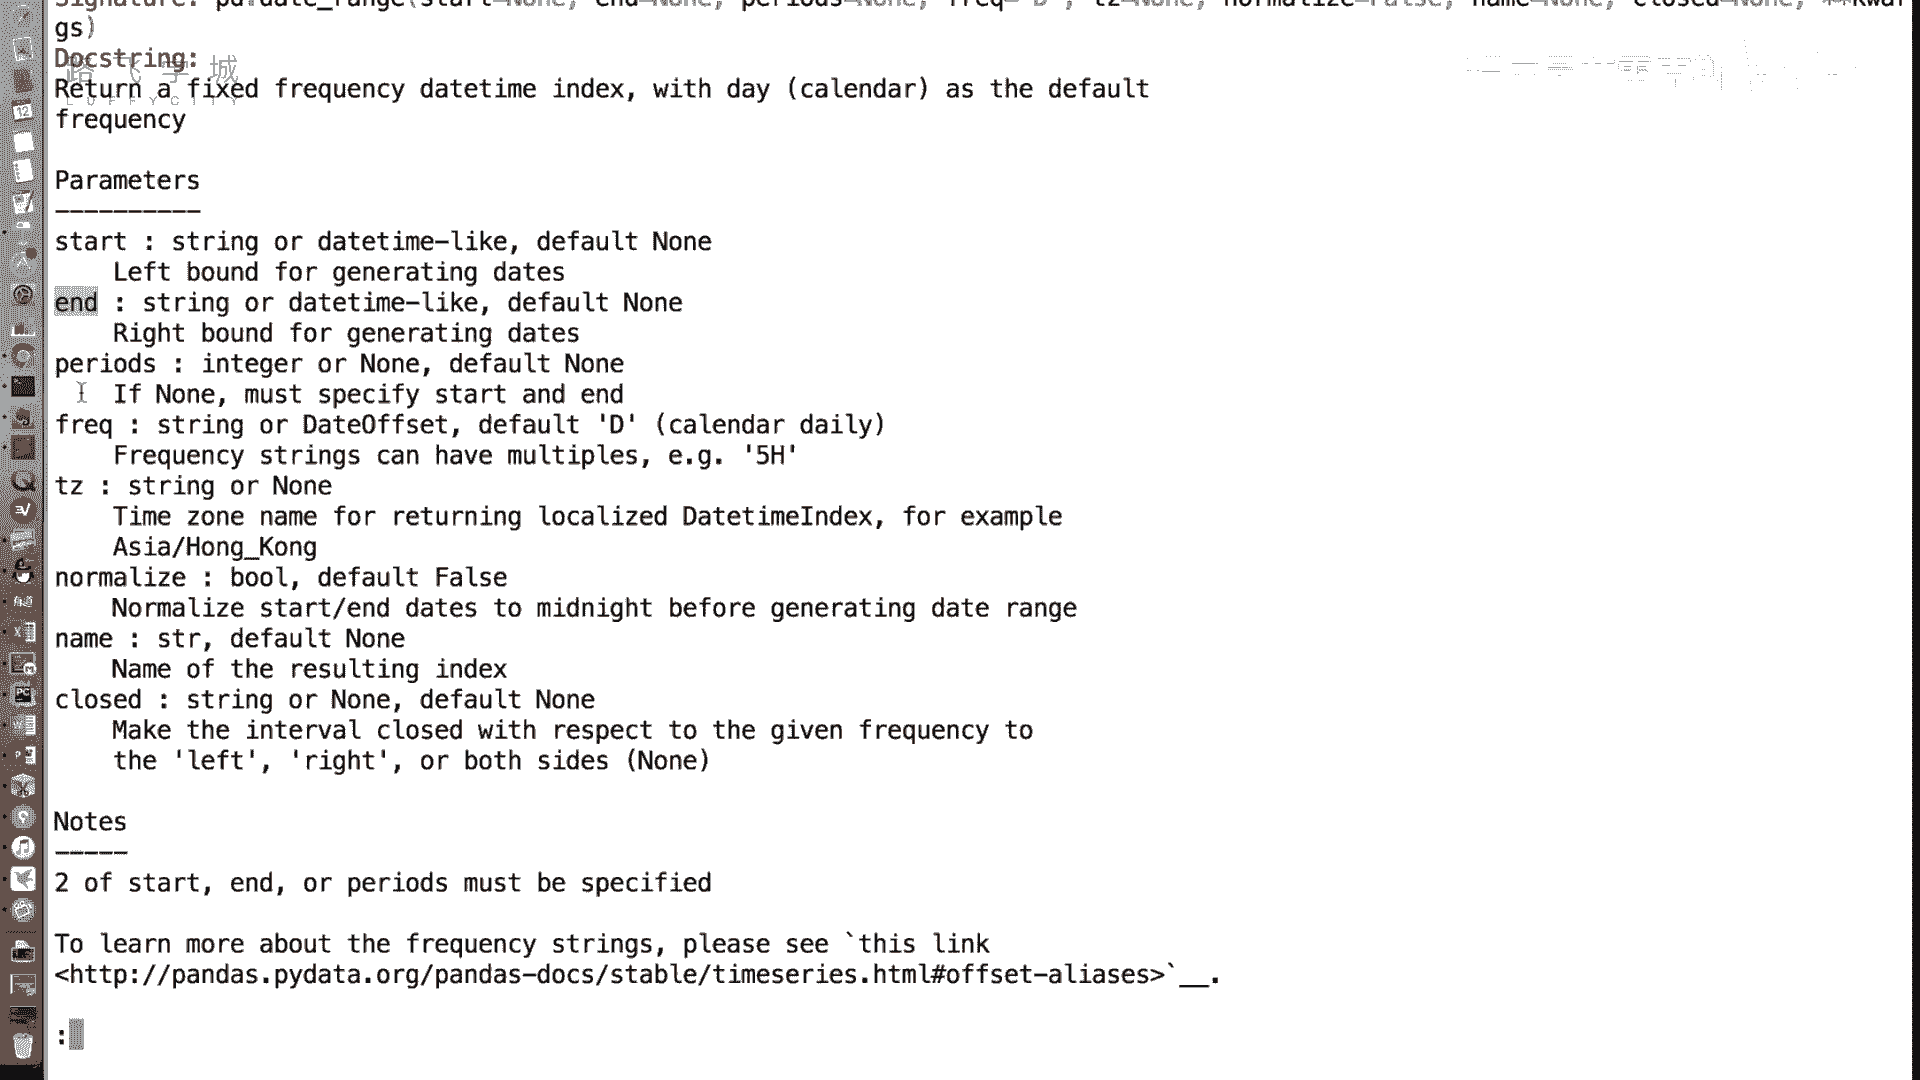 Signature: pd.date_range(start=None, end=None, periods=None, freq='D', tz=None, normalize=False, name=None, closed=None, **kwar
gs)
Docstring:
路飞学城
LUFFYCITY
Return a fixed frequency datetime index, with day (calendar) as the default
frequency
Parameters
----------
start : string or datetime-like, default None
Left bound for generating dates
end : string or datetime-like, default None
Right bound for generating dates
periods : integer or None, default None
If None, must specify start and end
freq : string or DateOffset, default 'D' (calendar daily)
Frequency strings can have multiples, e.g. '5H'
tz : string or None
Time zone name for returning localized DatetimeIndex, for example
Asia/Hong_Kong
normalize : bool, default False
Normalize start/end dates to midnight before generating date range
name : str, default None
Name of the resulting index
closed : string or None, default None
Make the interval closed with respect to the given frequency to
the 'left', 'right', or both sides (None)
Notes
-----
2 of start, end, or periods must be specified
To learn more about the frequency strings, please see `this link
<http://pandas.pydata.org/pandas-docs/stable/timeseries.html#offset-aliases>`__.
: